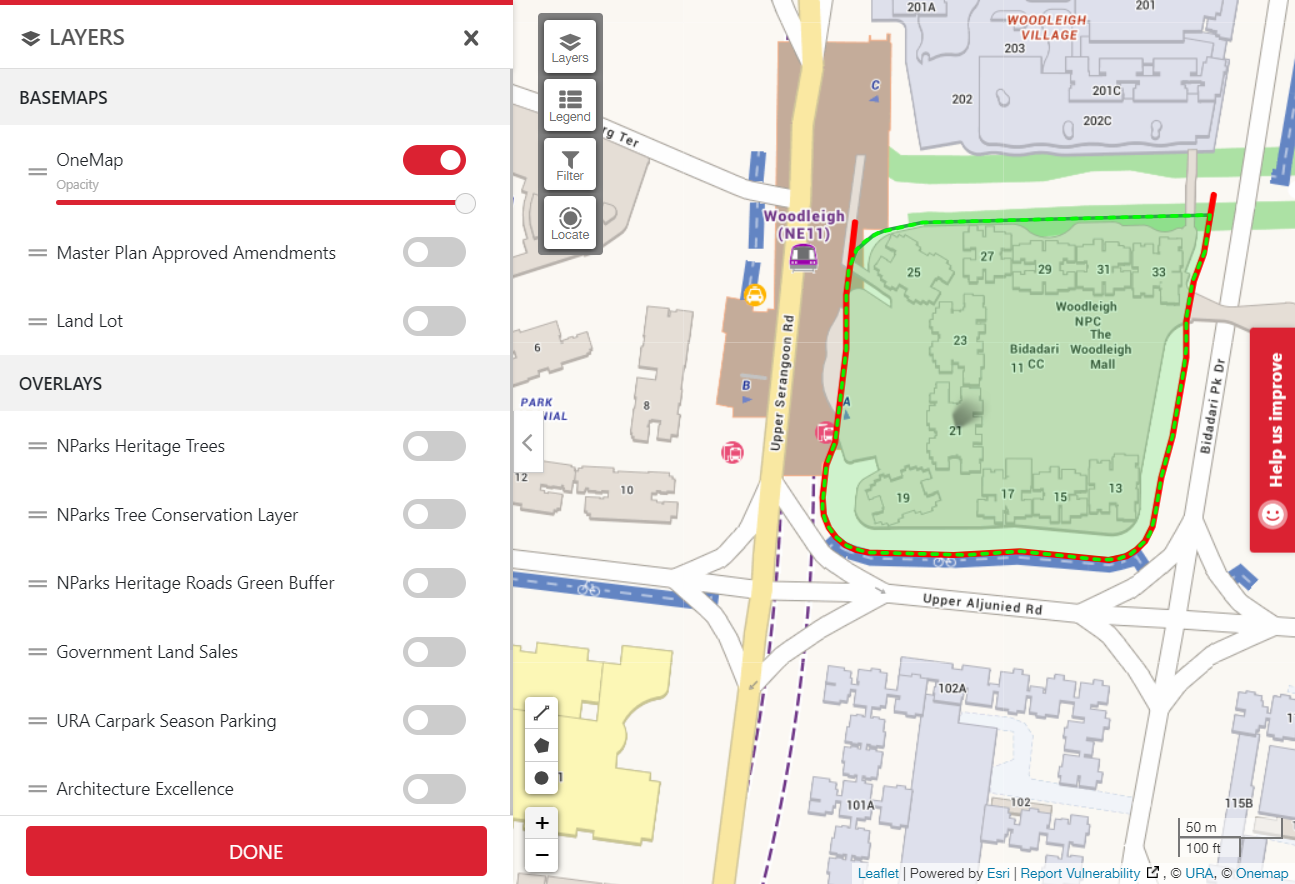 LAYERS
BASEMAPS
OneMap
Opacity
Master Plan Approved Amendments
Land Lot
OVERLAYS
NParks Heritage Trees
NParks Tree Conservation Layer
NParks Heritage Roads Green Buffer
Government Land Sales
URA Carpark Season Parking
Architecture Excellence
DONE
Layers
Legend
Filter
Locate
201A
201
WOODLEIGH
VILLAGE
203
C
202
201C
202C
rg Ter
Woodleigh
(NE11)
25
27
29
31
33
Woodleigh
NPC
The
Woodleigh
Mall
Bidadari
11 CC
23
6
8
B
PARK
NIAL
A
Upper Serangoon Rd
Bidadari Pk Dr
Help us improve
21
12
10
19
17
15
13
Upper Aljunied Rd
102A
1
101A
102
115B
50 m
100 ft
+
−
Leaflet | Powered by Esri | Report Vulnerability , © URA, © Onemap